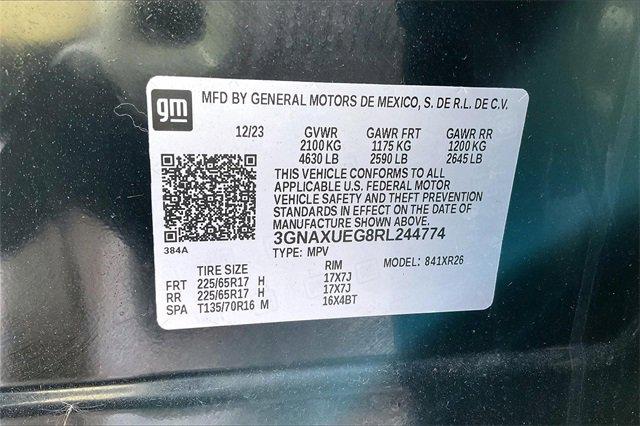 gm
MFD BY GENERAL MOTORS DE MEXICO, S. DE R.L. DE C.V.
12/23 GVWR GAWR FRT GAWR RR
2100 KG 1175 KG 1200 KG
4630 LB 2590 LB 2645 LB
THIS VEHICLE CONFORMS TO ALL
APPLICABLE U.S. FEDERAL MOTOR
VEHICLE SAFETY AND THEFT PREVENTION
STANDARDS IN EFFECT ON THE DATE OF
MANUFACTURE SHOWN ABOVE.
3GNAXUEG8RL244774
384A TYPE: MPV MODEL: 841XR26
TIRE SIZE RIM
FRT 225/65R17 H 17X7J
RR 225/65R17 H 17X7J
SPA T135/70R16 M 16X4BT